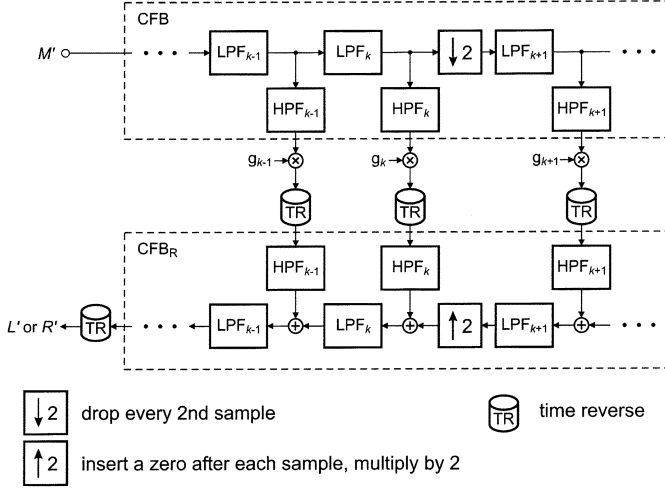 CFB
M′ • • • LPFk-1 LPFk ↓2 LPFk+1 • • •
HPFk-1 HPFk HPFk+1
gk-1 gk gk+1
TR TR TR
CFBR
HPFk-1 HPFk HPFk+1
L′ or R′ TR • • • LPFk-1 LPFk ↑2 LPFk+1 • • •
↓2 drop every 2nd sample
TR time reverse
↑2 insert a zero after each sample, multiply by 2